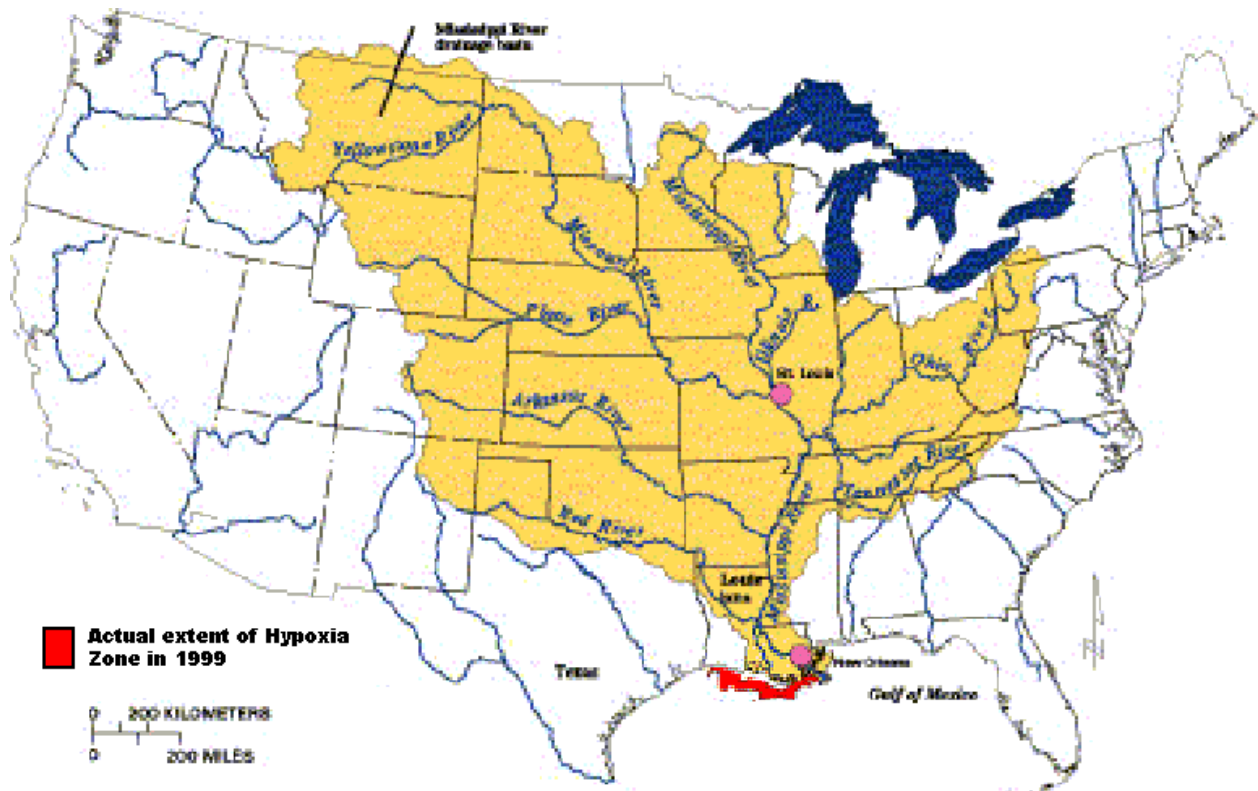 Mississippi River
drainage basin
Yellowstone River
Mississippi River
Missouri River
Platte River
Illinois R.
Ohio River
St. Louis
Arkansas River
Tennessee River
Mississippi River
Red River
Louis
iana
Actual extent of Hypoxia
Zone in 1999
Texas
New Orleans
Gulf of Mexico
0 200 KILOMETERS
0 200 MILES